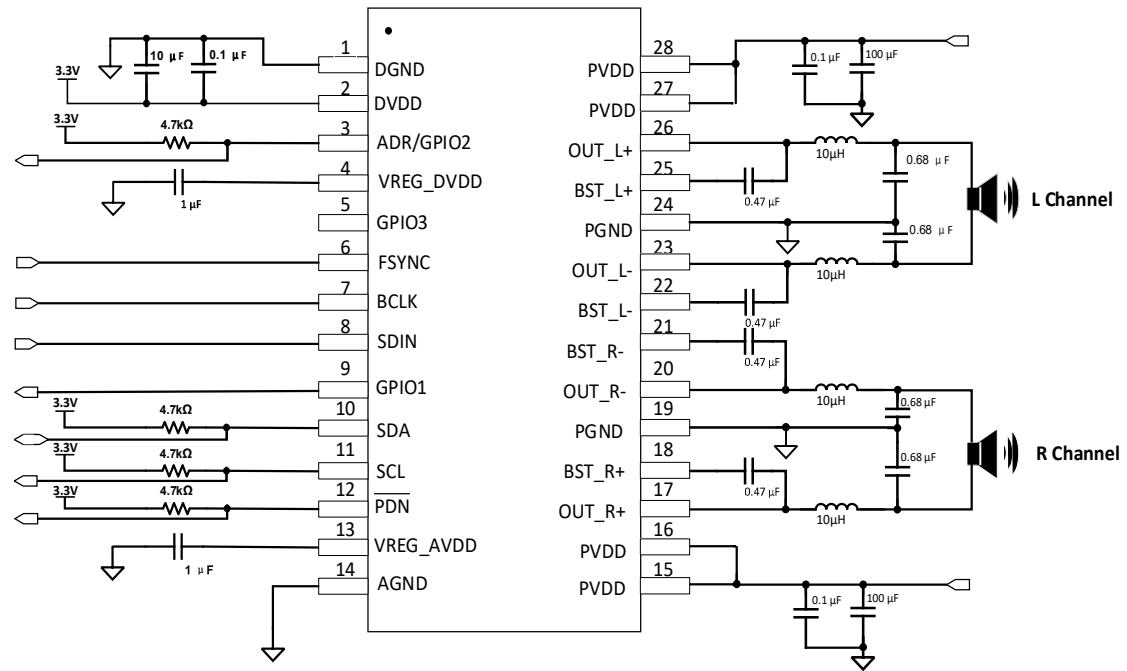 1
10 μF
0.1 μF
DGND
3.3V
2
DVDD
3.3V
4.7kΩ
3
ADR/GPIO2
4
VREG_DVDD
1 μF
5
GPIO3
6
FSYNC
7
BCLK
8
SDIN
9
GPIO1
3.3V
4.7kΩ
10
SDA
3.3V
4.7kΩ
11
SCL
3.3V
4.7kΩ
12
PDN
13
VREG_AVDD
1 μF
14
AGND
28
PVDD
0.1 μF
100 μF
27
PVDD
26
OUT_L+
10μH
0.68 μF
25
BST_L+
0.47 μF
24
PGND
L Channel
0.68 μF
23
OUT_L-
10μH
22
BST_L-
0.47 μF
21
BST_R-
0.47 μF
20
OUT_R-
10μH
0.68 μF
19
PGND
R Channel
0.68 μF
18
BST_R+
0.47 μF
17
OUT_R+
10μH
16
PVDD
15
PVDD
0.1 μF
100 μF